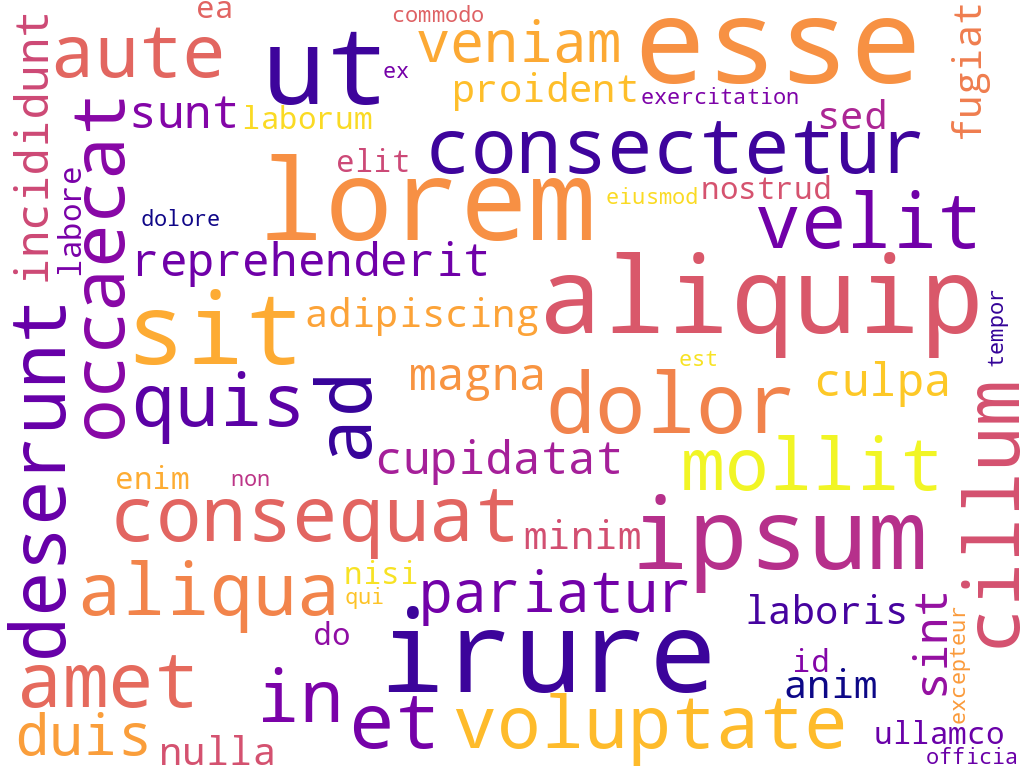 ea
commodo
incididunt
aute
ut
veniam
esse
fugiat
ex
proident
exercitation
occaecat
sunt
laborum
sed
consectetur
elit
lorem
labore
eiusmod
nostrud
velit
dolore
reprehenderit
aliquip
sit
adipiscing
tempor
deserunt
est
magna
culpa
quis
ad
dolor
cillum
cupidatat
mollit
enim
non
consequat
minim
ipsum
aliqua
nisi
qui
pariatur
laboris
sint
excepteur
do
irure
id
anim
amet
in
et
voluptate
duis
nulla
ullamco
officia